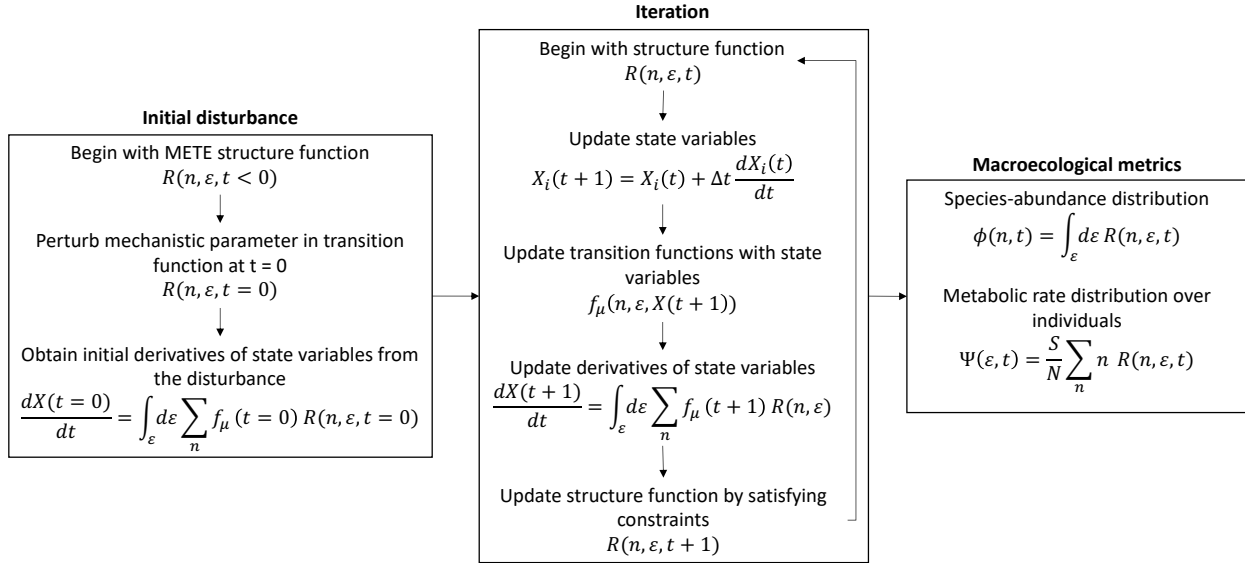 Initial disturbance
Begin with METE structure function
R(n, ε, t < 0)
Perturb mechanistic parameter in transition
function at t = 0
R(n, ε, t = 0)
Obtain initial derivatives of state variables from
the disturbance
dX(t = 0)/dt = ∫_ε dε ∑_n f_μ (t = 0) R(n, ε, t = 0)
Iteration
Begin with structure function
R(n, ε, t)
Update state variables
X_i(t + 1) = X_i(t) + Δt dX_i(t)/dt
Update transition functions with state
variables
f_μ(n, ε, X(t + 1))
Update derivatives of state variables
dX(t + 1)/dt = ∫_ε dε ∑_n f_μ (t + 1) R(n, ε)
Update structure function by satisfying
constraints
R(n, ε, t + 1)
Macroecological metrics
Species-abundance distribution
ϕ(n, t) = ∫_ε dε R(n, ε, t)
Metabolic rate distribution over
individuals
Ψ(ε, t) = S/N ∑_n n R(n, ε, t)